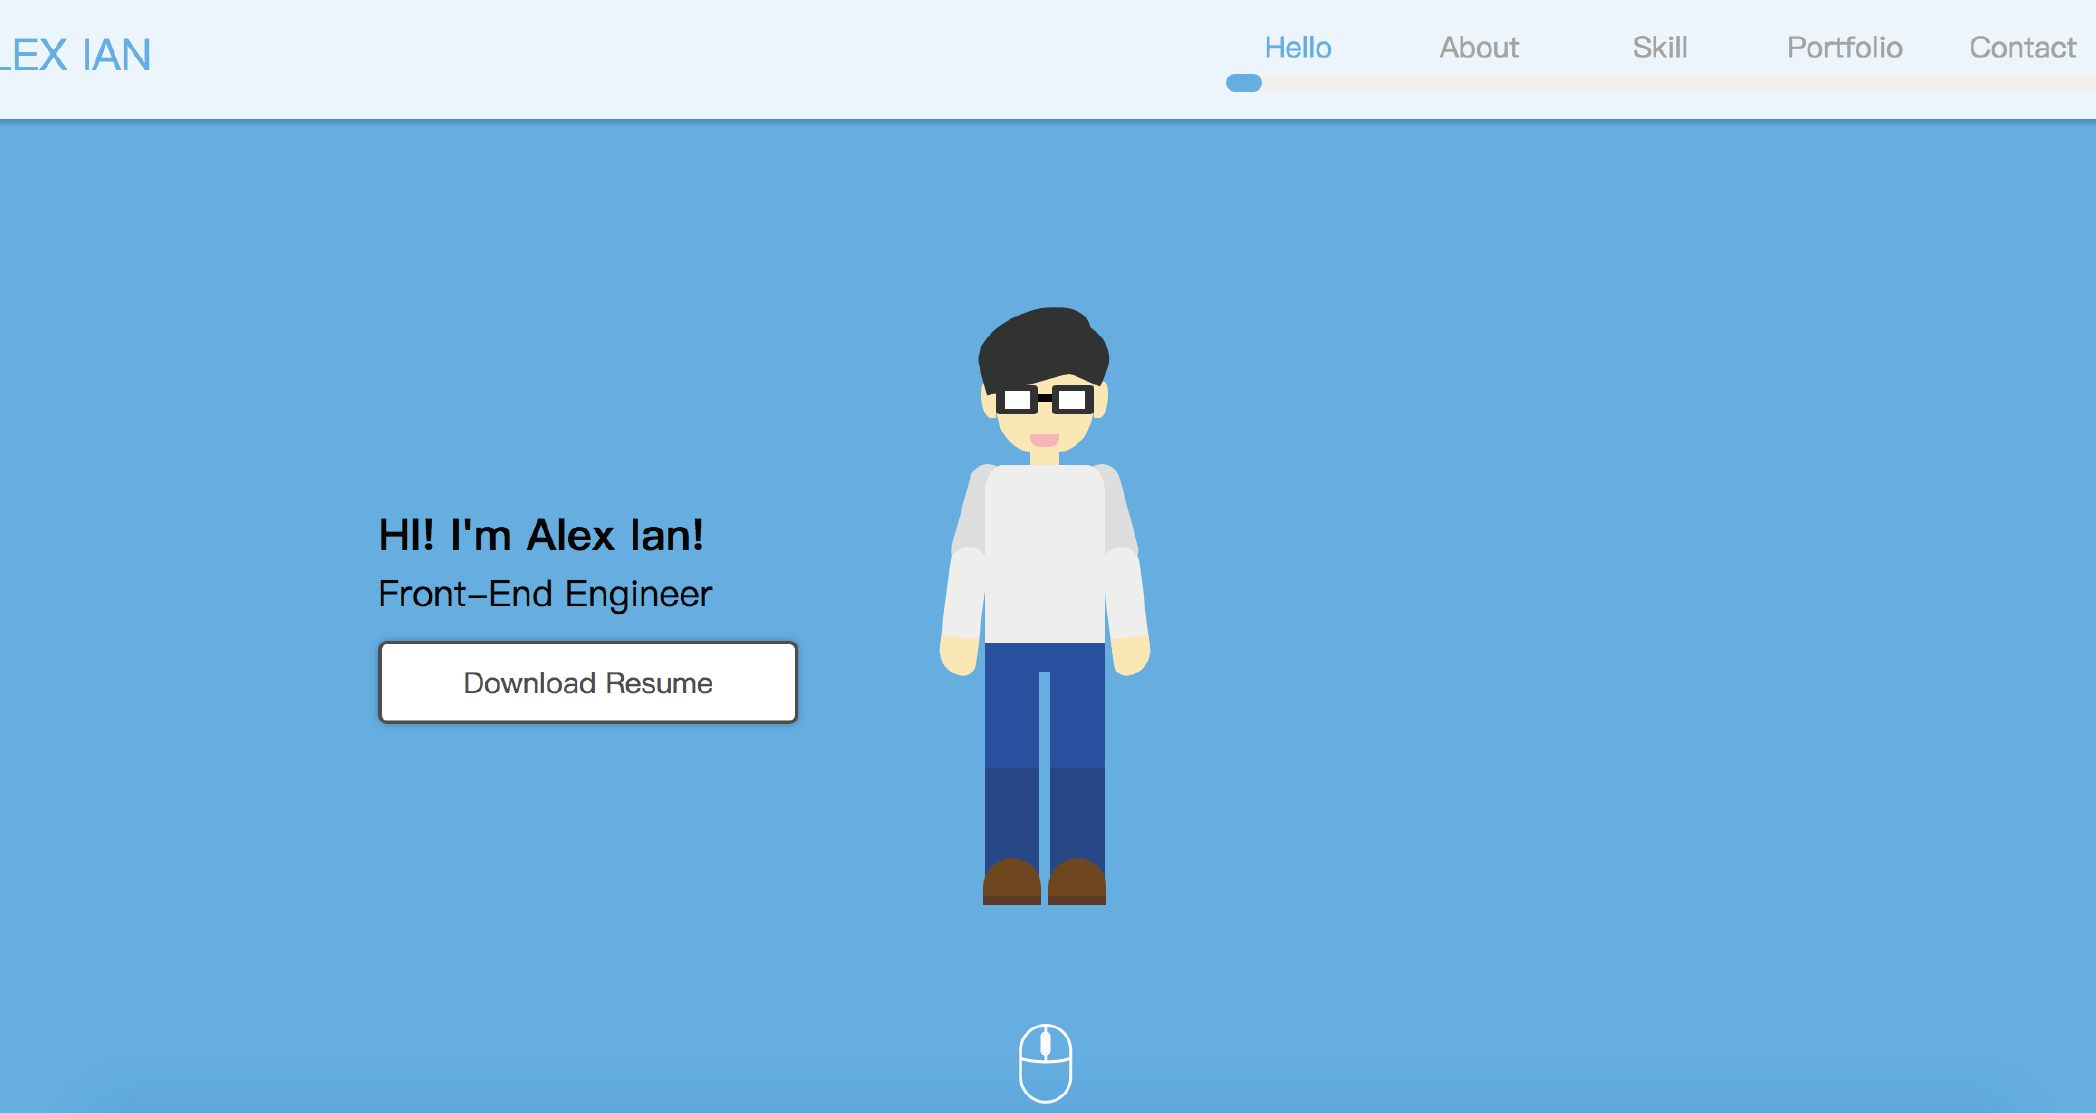 LEX IAN
Hello About Skill Portfolio Contact
HI! I'm Alex Ian!
Front-End Engineer
Download Resume